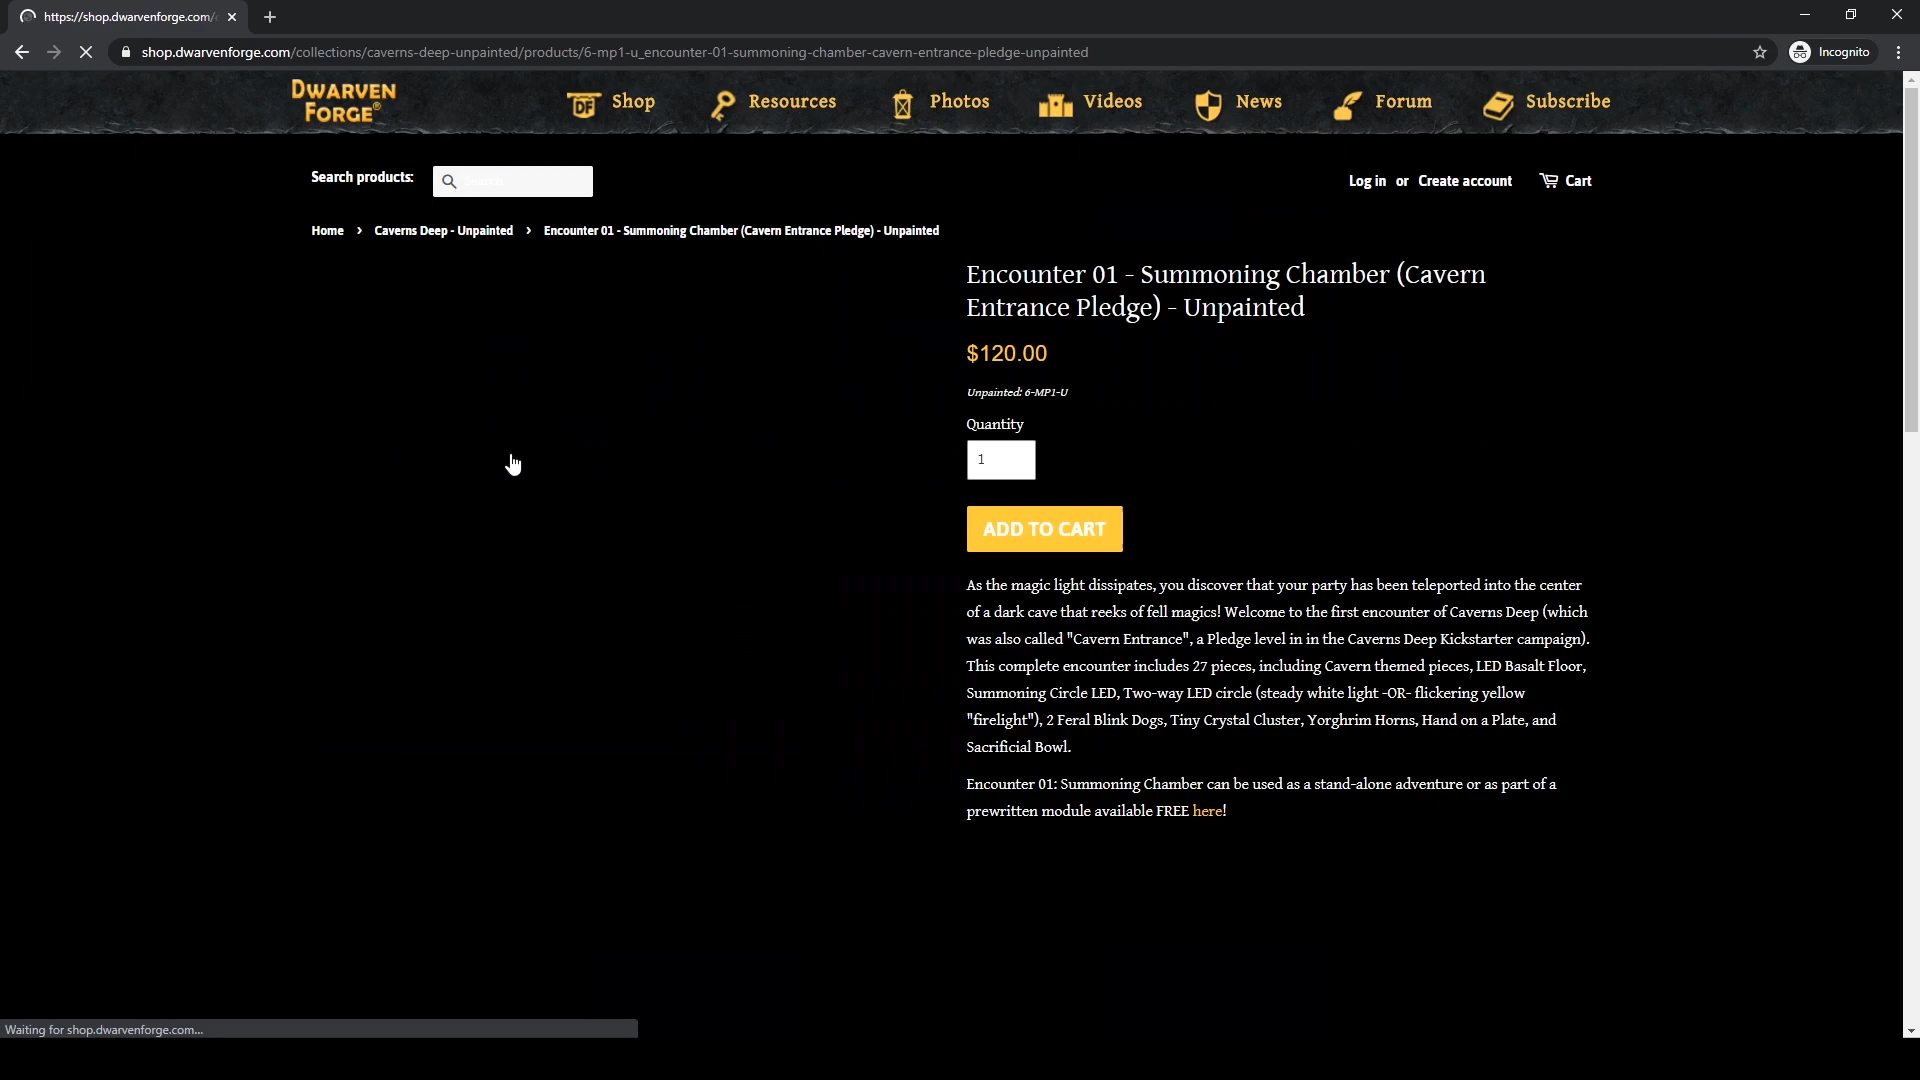 https://shop.dwarvenforge.com/
Incognito
shop.dwarvenforge.com/collections/caverns-deep-unpainted/products/6-mp1-u_encounter-01-summoning-chamber-cavern-entrance-pledge-unpainted
DWARVEN FORGE®
Shop
Resources
Photos
Videos
News
Forum
Subscribe
Search products:
Log in or Create account
Cart
Home › Caverns Deep - Unpainted › Encounter 01 - Summoning Chamber (Cavern Entrance Pledge) - Unpainted
Encounter 01 - Summoning Chamber (Cavern
Entrance Pledge) - Unpainted
$120.00
Unpainted: 6-MP1-U
Quantity
1
ADD TO CART
As the magic light dissipates, you discover that your party has been teleported into the center
of a dark cave that reeks of fell magics! Welcome to the first encounter of Caverns Deep (which
was also called "Cavern Entrance", a Pledge level in in the Caverns Deep Kickstarter campaign).
This complete encounter includes 27 pieces, including Cavern themed pieces, LED Basalt Floor,
Summoning Circle LED, Two-way LED circle (steady white light -OR- flickering yellow
"firelight"), 2 Feral Blink Dogs, Tiny Crystal Cluster, Yorghrim Horns, Hand on a Plate, and
Sacrificial Bowl.
Encounter 01: Summoning Chamber can be used as a stand-alone adventure or as part of a
prewritten module available FREE here!
Waiting for shop.dwarvenforge.com...